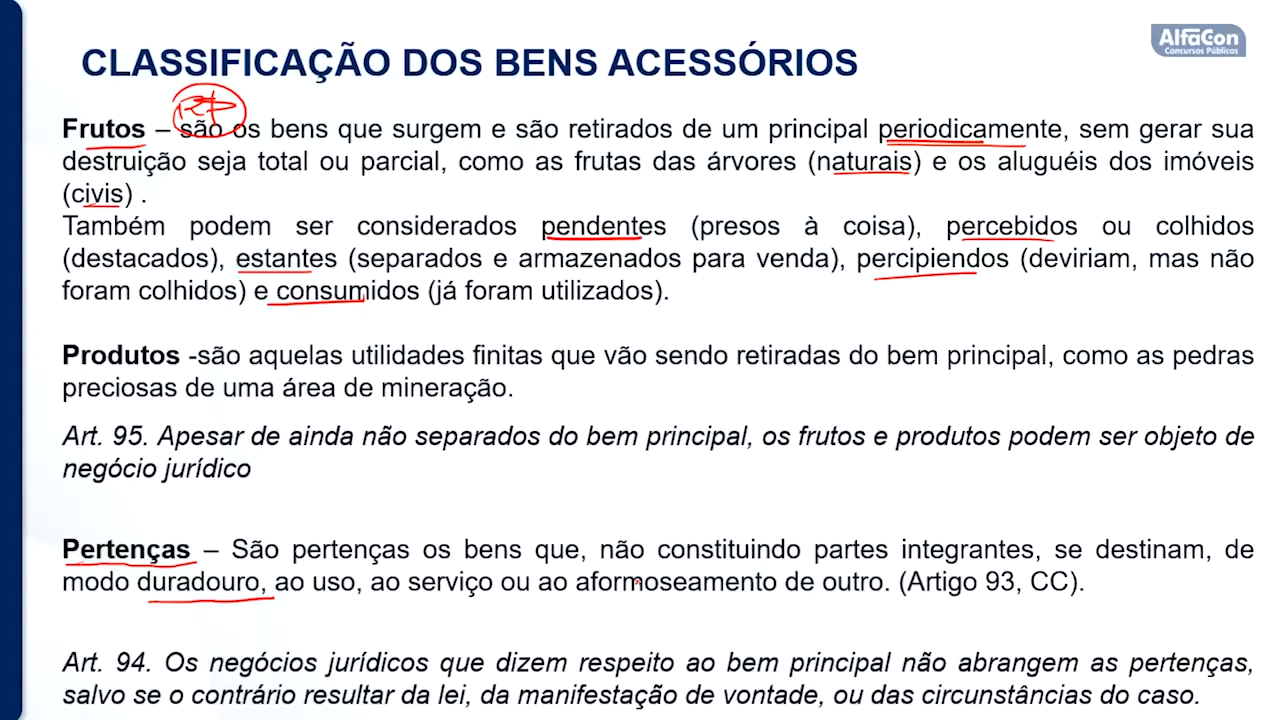 AlfaCon
Concursos Públicos
CLASSIFICAÇÃO DOS BENS ACESSÓRIOS
Frutos – são os bens que surgem e são retirados de um principal periodicamente, sem gerar sua
destruição seja total ou parcial, como as frutas das árvores (naturais) e os aluguéis dos imóveis
(civis) .
Também podem ser considerados pendentes (presos à coisa), percebidos ou colhidos
(destacados), estantes (separados e armazenados para venda), percipiendos (deviriam, mas não
foram colhidos) e consumidos (já foram utilizados).
Produtos -são aquelas utilidades finitas que vão sendo retiradas do bem principal, como as pedras
preciosas de uma área de mineração.
Art. 95. Apesar de ainda não separados do bem principal, os frutos e produtos podem ser objeto de
negócio jurídico
Pertenças – São pertenças os bens que, não constituindo partes integrantes, se destinam, de
modo duradouro, ao uso, ao serviço ou ao aformoseamento de outro. (Artigo 93, CC).
Art. 94. Os negócios jurídicos que dizem respeito ao bem principal não abrangem as pertenças,
salvo se o contrário resultar da lei, da manifestação de vontade, ou das circunstâncias do caso.